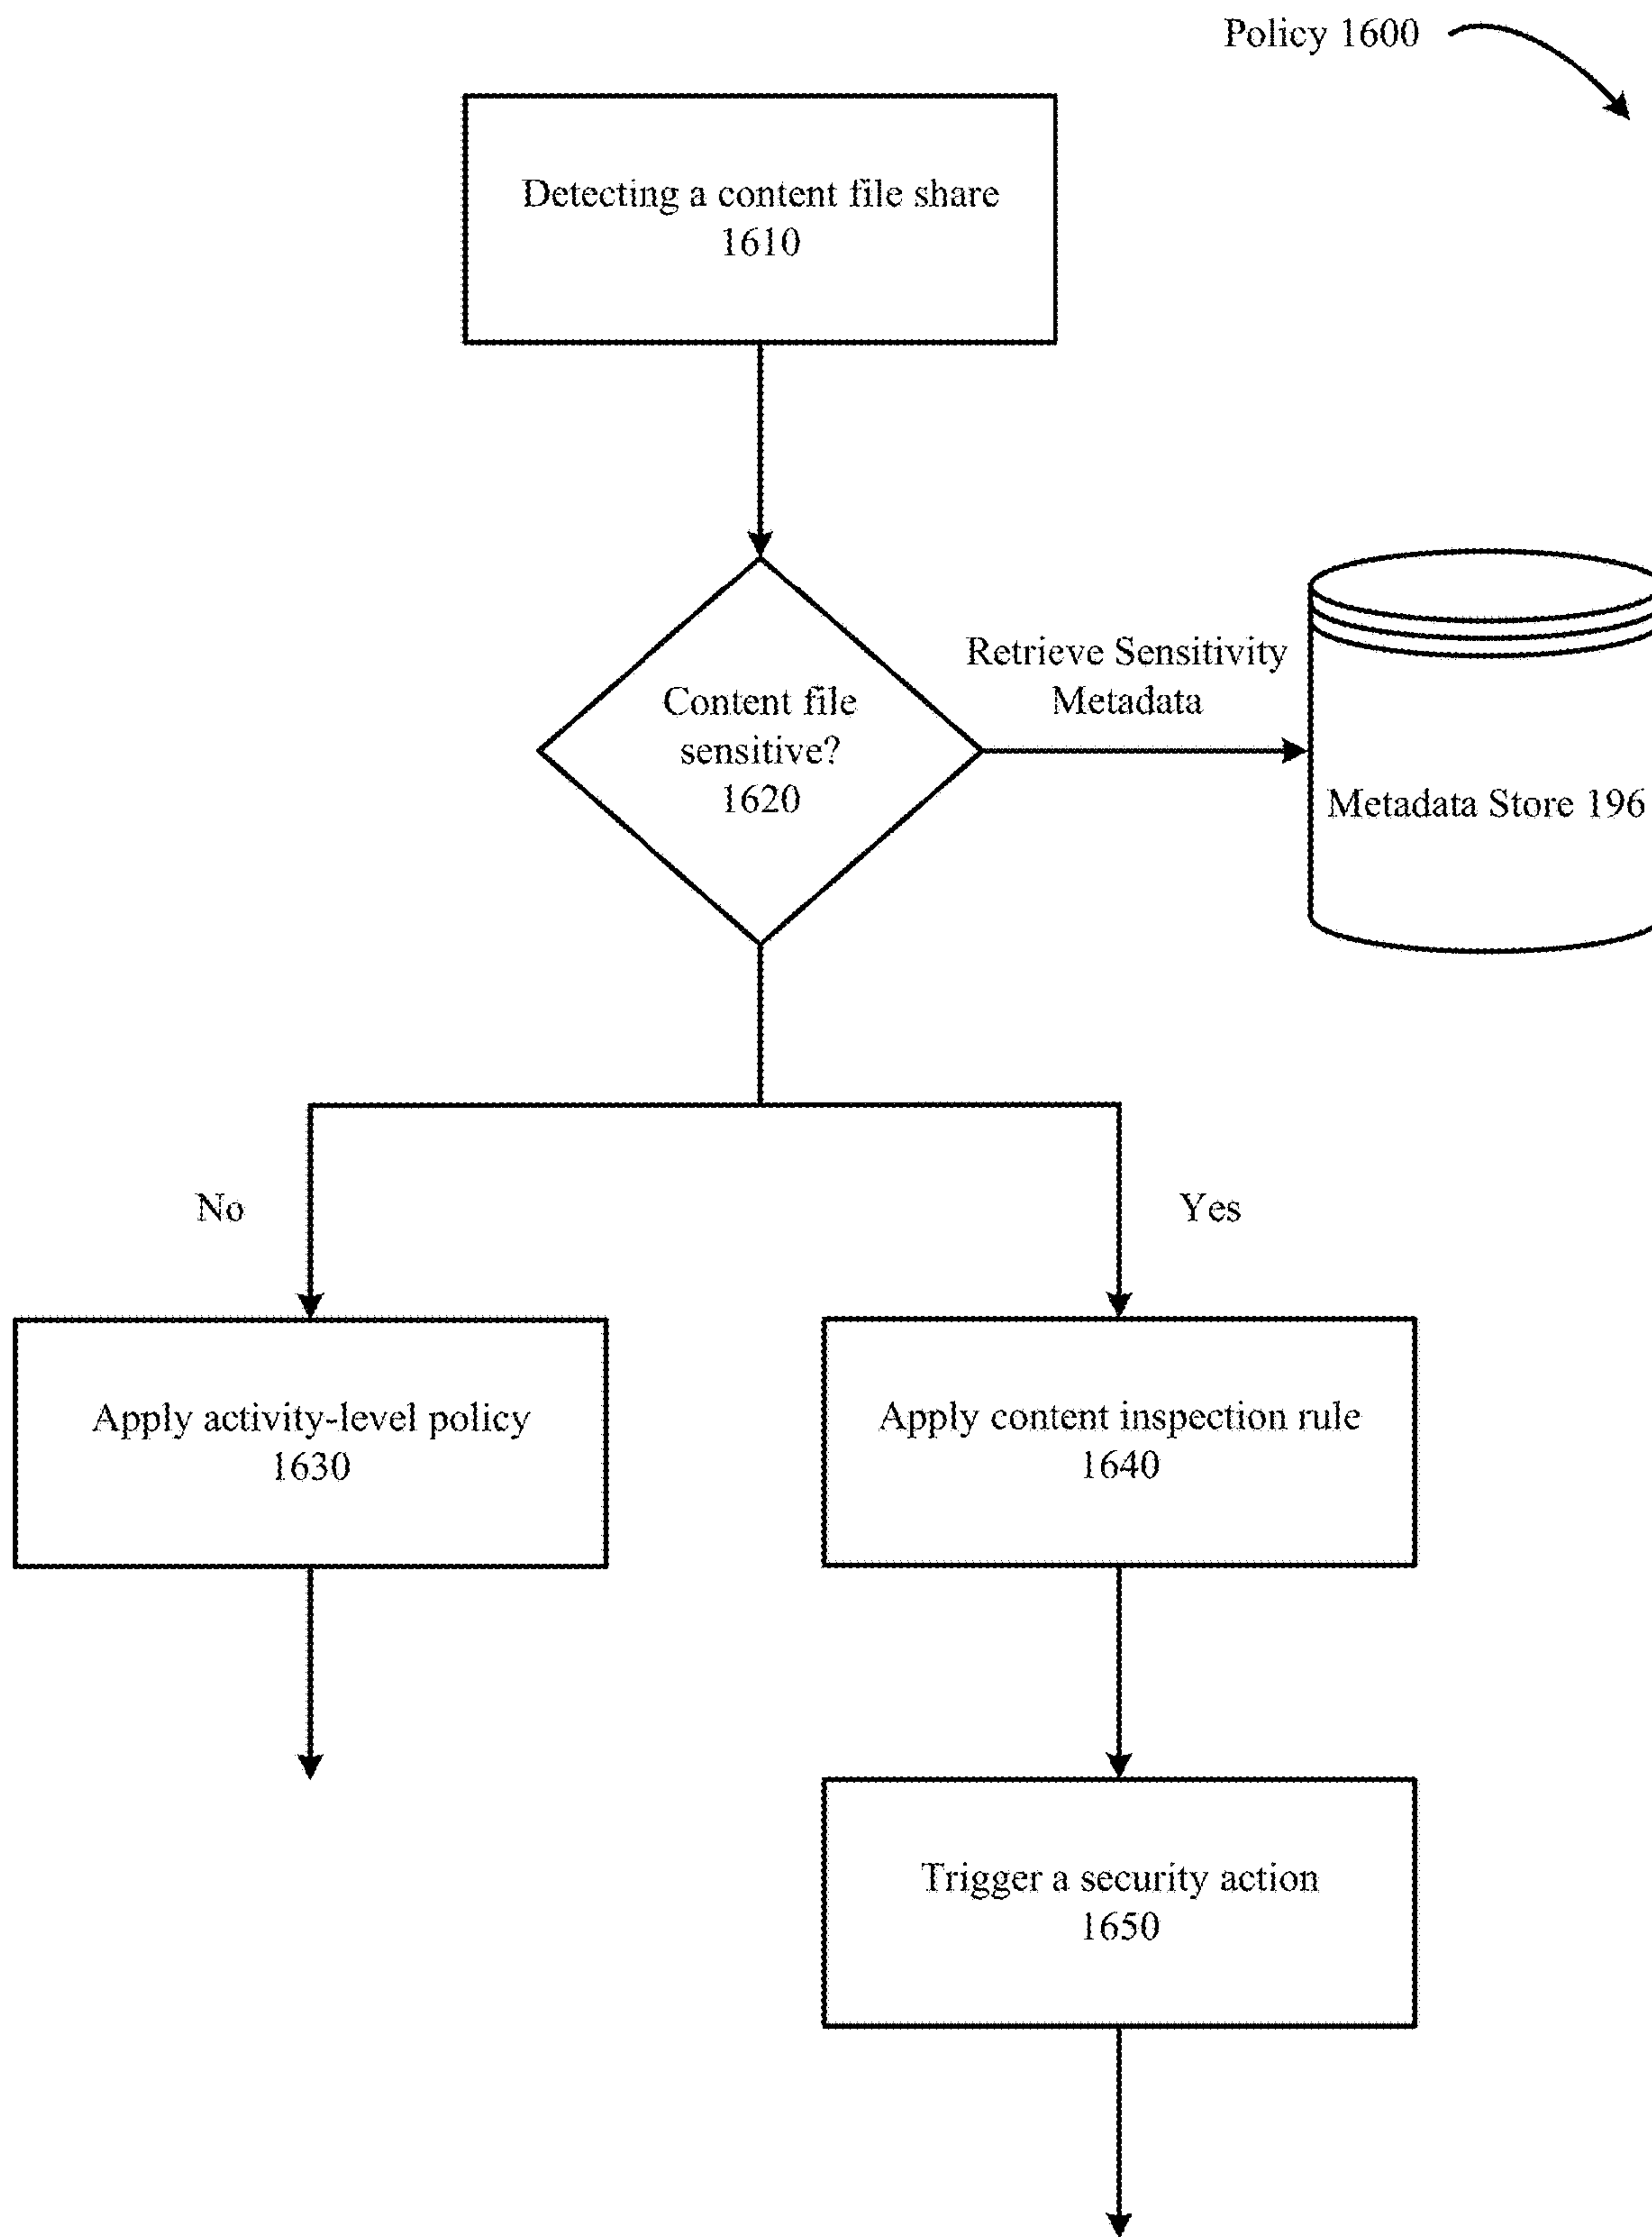 Policy 1600
Detecting a content file share
1610
Retrieve Sensitivity
Metadata
Content file
sensitive?
1620
Metadata Store 196
No
Yes
Apply activity-level policy
1630
Apply content inspection rule
1640
Trigger a security action
1650